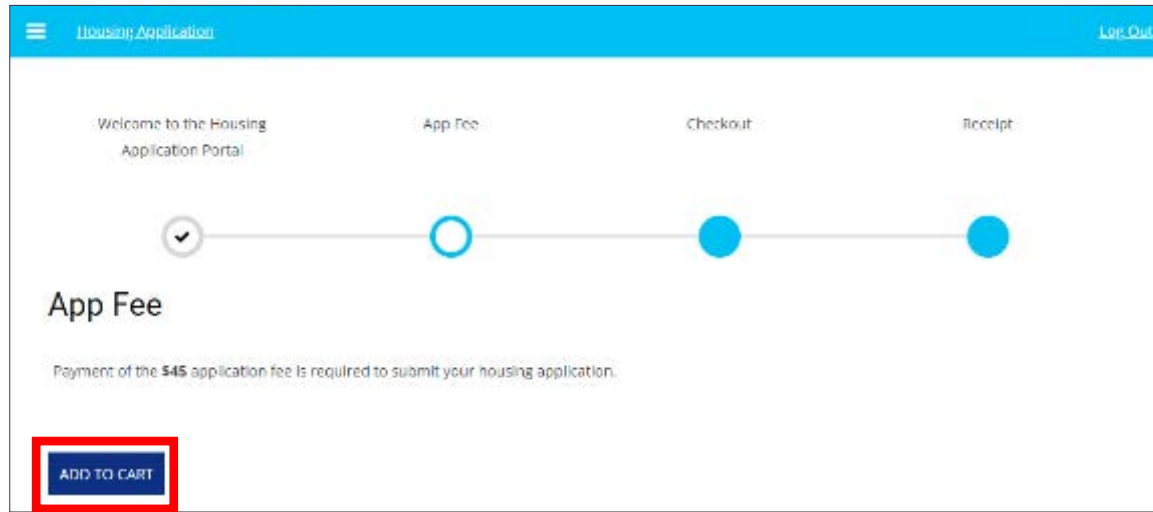 Housing Application
Log Out
Welcome to the Housing
Application Portal
App Fee
Checkout
Receipt
App Fee
Payment of the $45 application fee is required to submit your housing application.
ADD TO CART